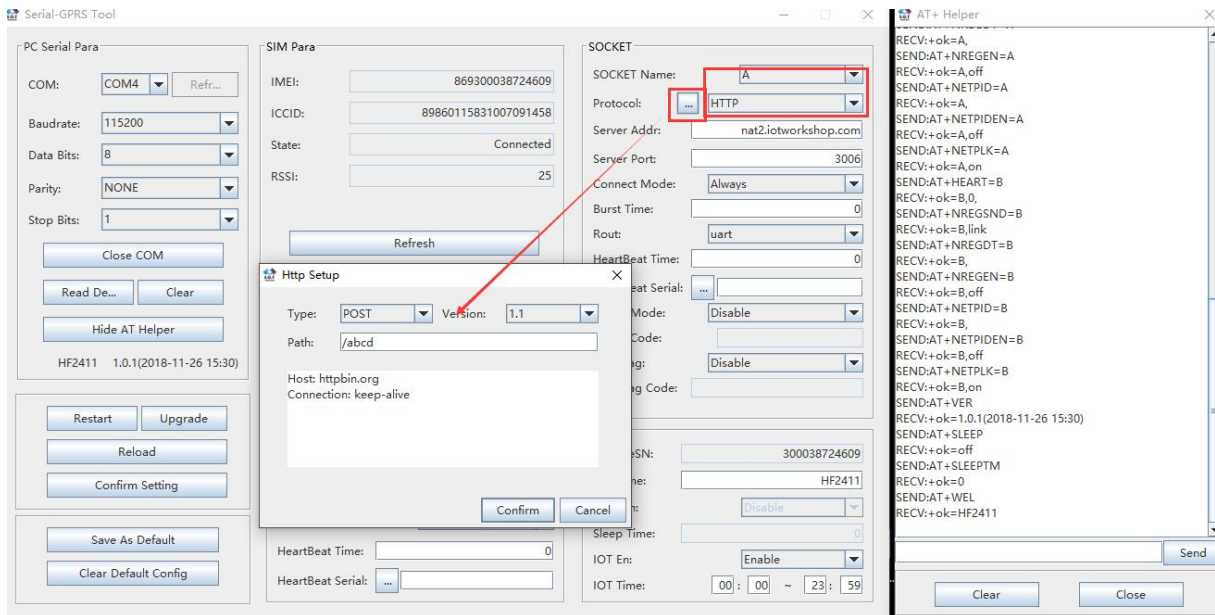 Serial-GPRS Tool
PC Serial Para
COM: COM4 Refr...
Baudrate: 115200
Data Bits: 8
Parity: NONE
Stop Bits: 1
Close COM
Read De... Clear
Hide AT Helper
HF2411 1.0.1(2018-11-26 15:30)
Restart Upgrade
Reload
Confirm Setting
Save As Default
Clear Default Config
SIM Para
IMEI: 869300038724609
ICCID: 89860115831007091458
State: Connected
RSSI: 25
Refresh
Http Setup
Type: POST Version: 1.1
Path: /abcd
Host: httpbin.org
Connection: keep-alive
Confirm Cancel
HeartBeat Time: 0
HeartBeat Serial: ...
SOCKET
SOCKET Name: A
Protocol: ... HTTP
Server Addr: nat2.iotworkshop.com
Server Port: 3006
Connect Mode: Always
Burst Time: 0
Rout: uart
HeartBeat Time: 0
eat Serial: ...
Mode: Disable
Code:
ag: Disable
ag Code:
eSN: 300038724609
ne: HF2411
n: Disable
Sleep Time: 0
IOT En: Enable
IOT Time: 00 : 00 ~ 23 : 59
AT+ Helper
RECV:+ok=A,
SEND:AT+NREGEN=A
RECV:+ok=A,off
SEND:AT+NETPID=A
RECV:+ok=A,
SEND:AT+NETPIDEN=A
RECV:+ok=A,off
SEND:AT+NETPLK=A
RECV:+ok=A,on
SEND:AT+HEART=B
RECV:+ok=B,0,
SEND:AT+NREGSND=B
RECV:+ok=B,link
SEND:AT+NREGDT=B
RECV:+ok=B,
SEND:AT+NREGEN=B
RECV:+ok=B,off
SEND:AT+NETPID=B
RECV:+ok=B,
SEND:AT+NETPIDEN=B
RECV:+ok=B,off
SEND:AT+NETPLK=B
RECV:+ok=B,on
SEND:AT+VER
RECV:+ok=1.0.1(2018-11-26 15:30)
SEND:AT+SLEEP
RECV:+ok=off
SEND:AT+SLEEPTM
RECV:+ok=0
SEND:AT+WEL
RECV:+ok=HF2411
Send
Clear Close